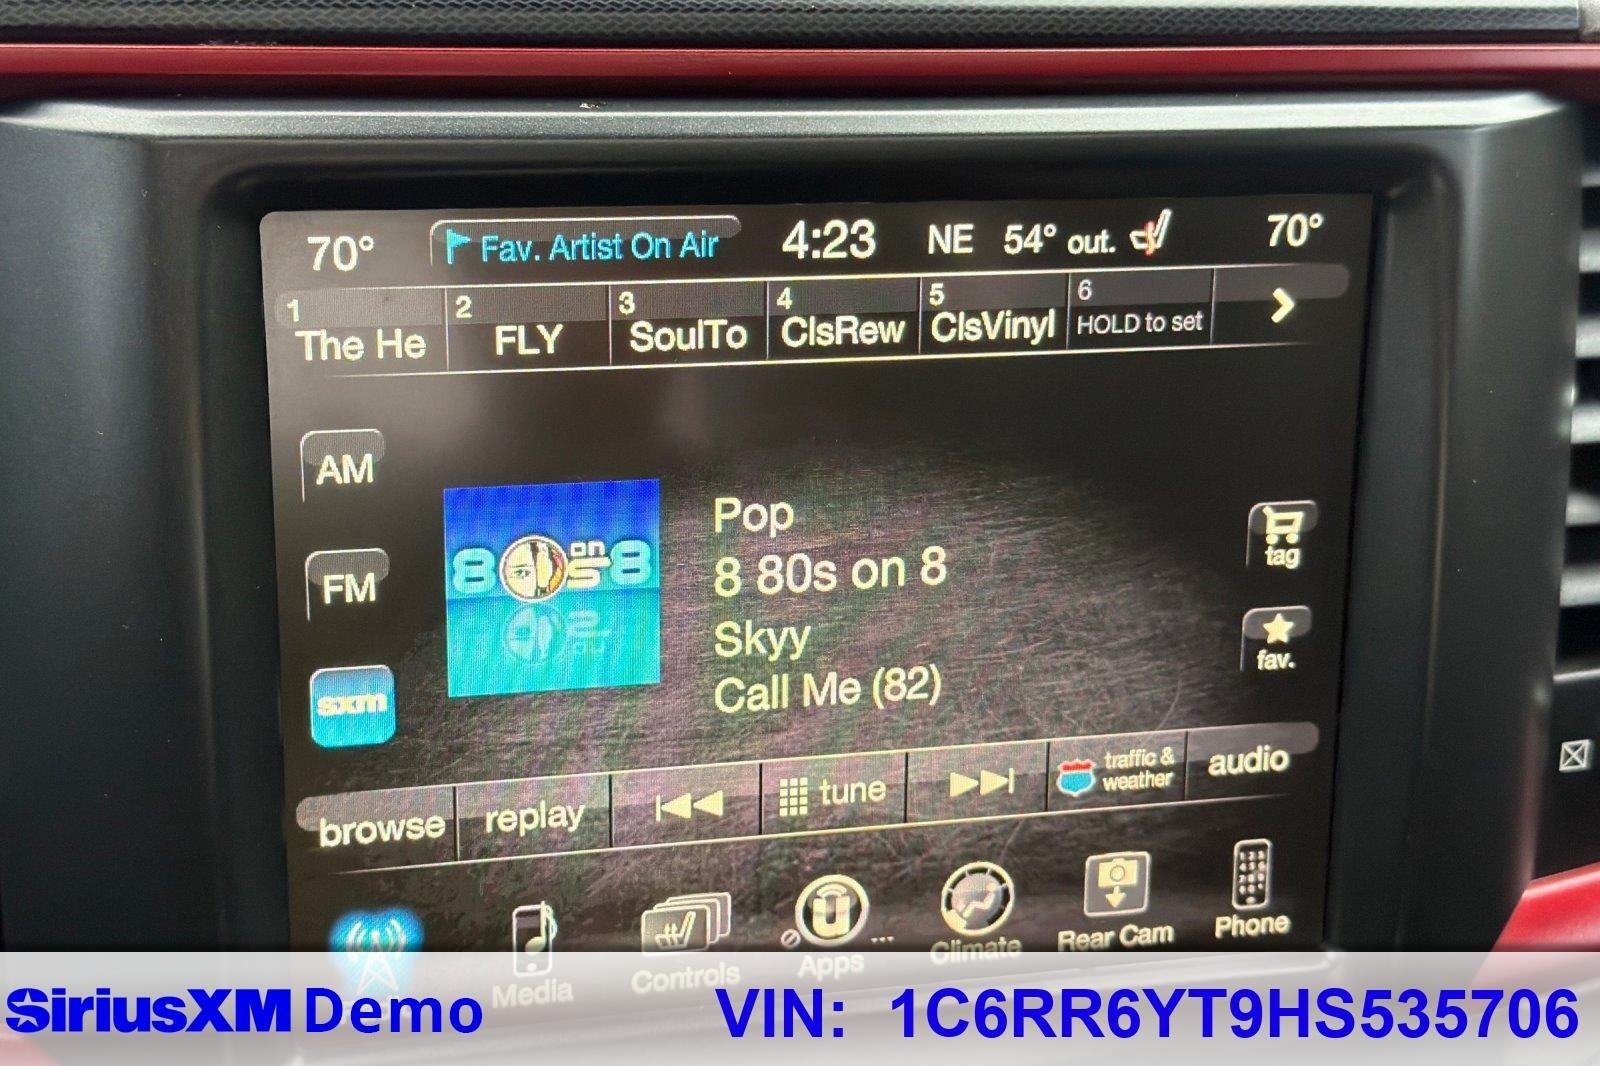 70° Fav. Artist On Air 4:23 NE 54° out. 70°
1 The He 2 FLY 3 SoulTo 4 ClsRew 5 ClsVinyl 6 HOLD to set
AM
FM
sxm
80s on 8
Pop
8 80s on 8
Skyy
Call Me (82)
tag
fav.
browse replay tune traffic & weather audio
Media Controls Apps ... Climate Rear Cam Phone
SiriusXM Demo VIN: 1C6RR6YT9HS535706